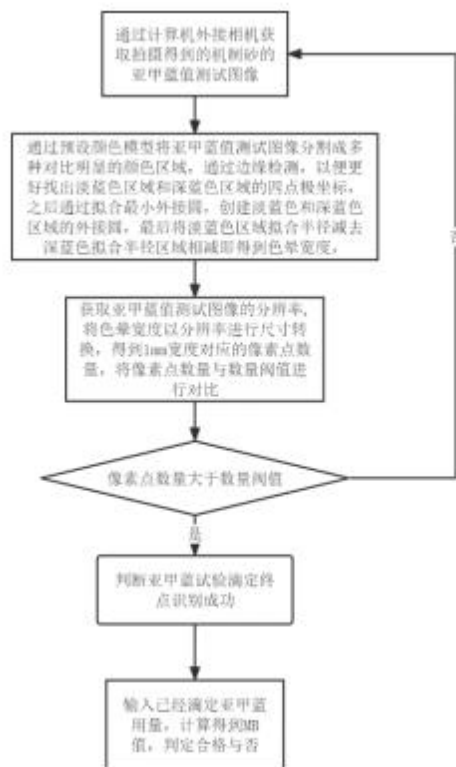 通过计算机外接相机获
取拍摄得到的机制砂的
亚甲蓝值测试图像
通过预设颜色模型将亚甲蓝值测试图像分割成多
种对比明显的颜色区域，通过边缘检测，以便更
好找出淡蓝色区域和深蓝色区域的四点极坐标，
之后通过拟合最小外接圆，创建淡蓝色和深蓝色
区域的外接圆，最后将淡蓝色区域拟合半径减去
深蓝色拟合半径区域相减即得到色晕宽度。
否
获取亚甲蓝值测试图像的分辨率，
将色晕宽度以分辨率进行尺寸转
换，得到1mm宽度对应的像素点数
量，将像素点数量与数量阀值进
行对比
像素点数量大于数量阀值
是
判断亚甲蓝试验滴定终
点识别成功
输入已经滴定亚甲蓝
用量，计算得到MB
值，判定合格与否